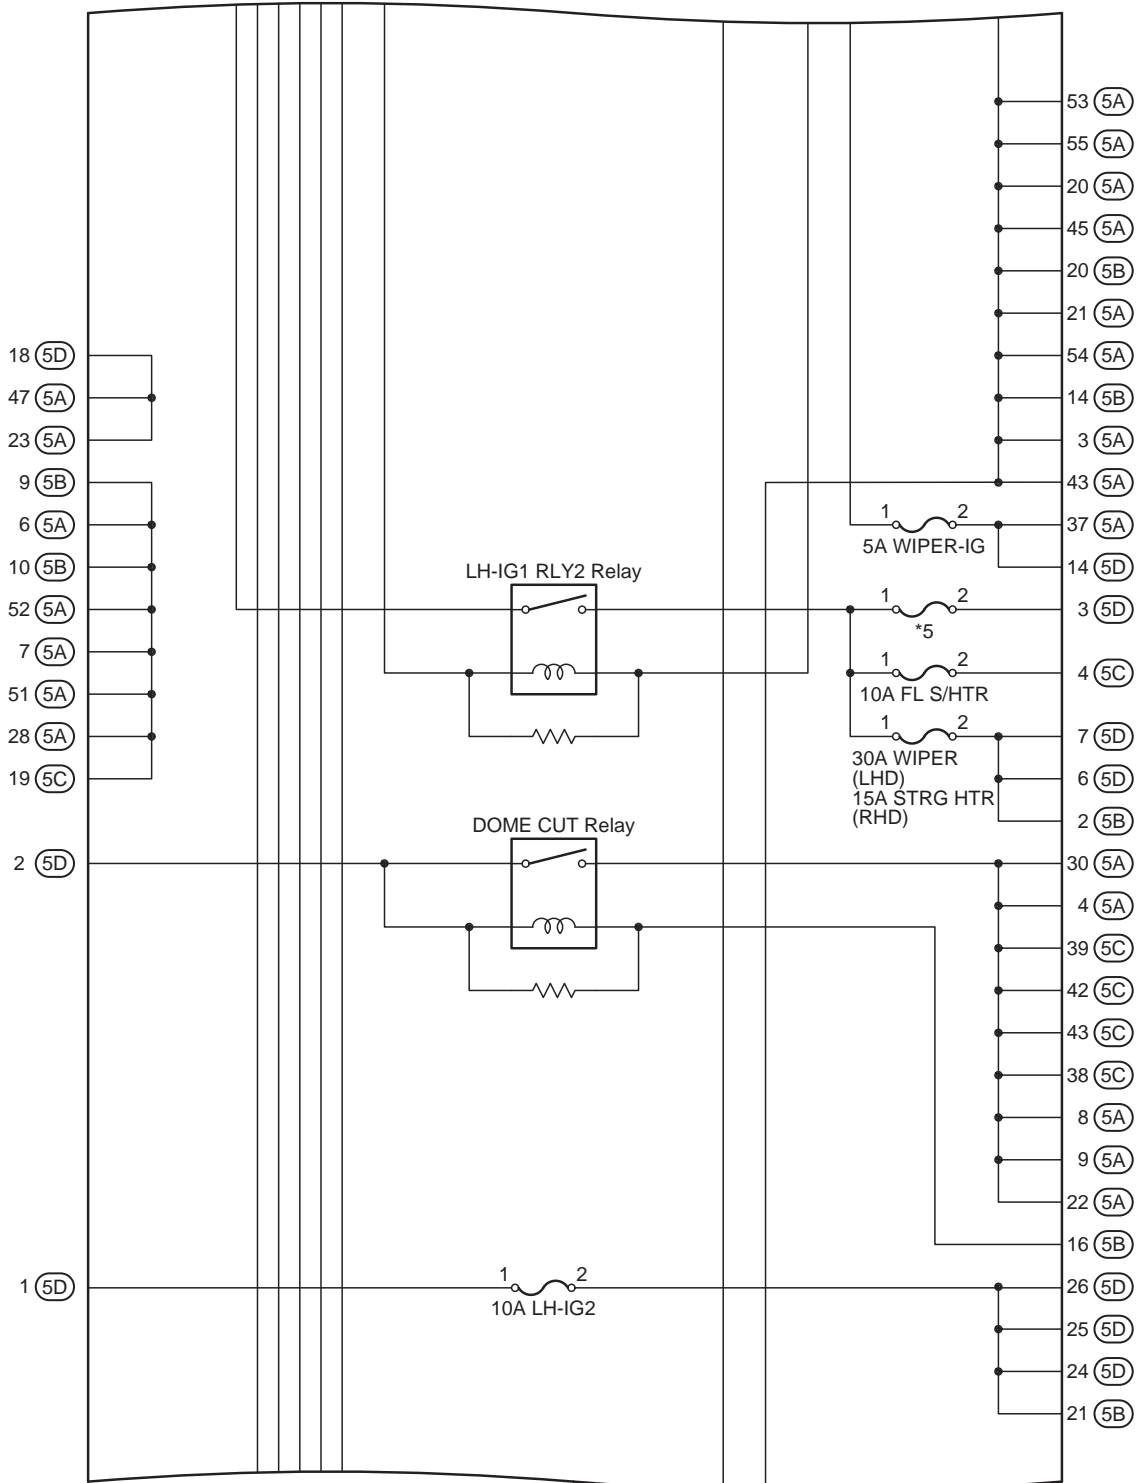 53 5A
55 5A
20 5A
45 5A
20 5B
21 5A
18 5D
54 5A
47 5A
14 5B
23 5A
3 5A
9 5B
43 5A
6 5A
1 2
37 5A
5A WIPER-IG
10 5B
14 5D
LH-IG1 RLY2 Relay
52 5A
1 2
3 5D
*5
7 5A
1 2
4 5C
51 5A
10A FL S/HTR
28 5A
1 2
7 5D
30A WIPER
(LHD)
19 5C
6 5D
15A STRG HTR
(RHD)
2 5B
DOME CUT Relay
2 5D
30 5A
4 5A
39 5C
42 5C
43 5C
38 5C
8 5A
9 5A
22 5A
16 5B
1 5D
1 2
26 5D
10A LH-IG2
25 5D
24 5D
21 5B